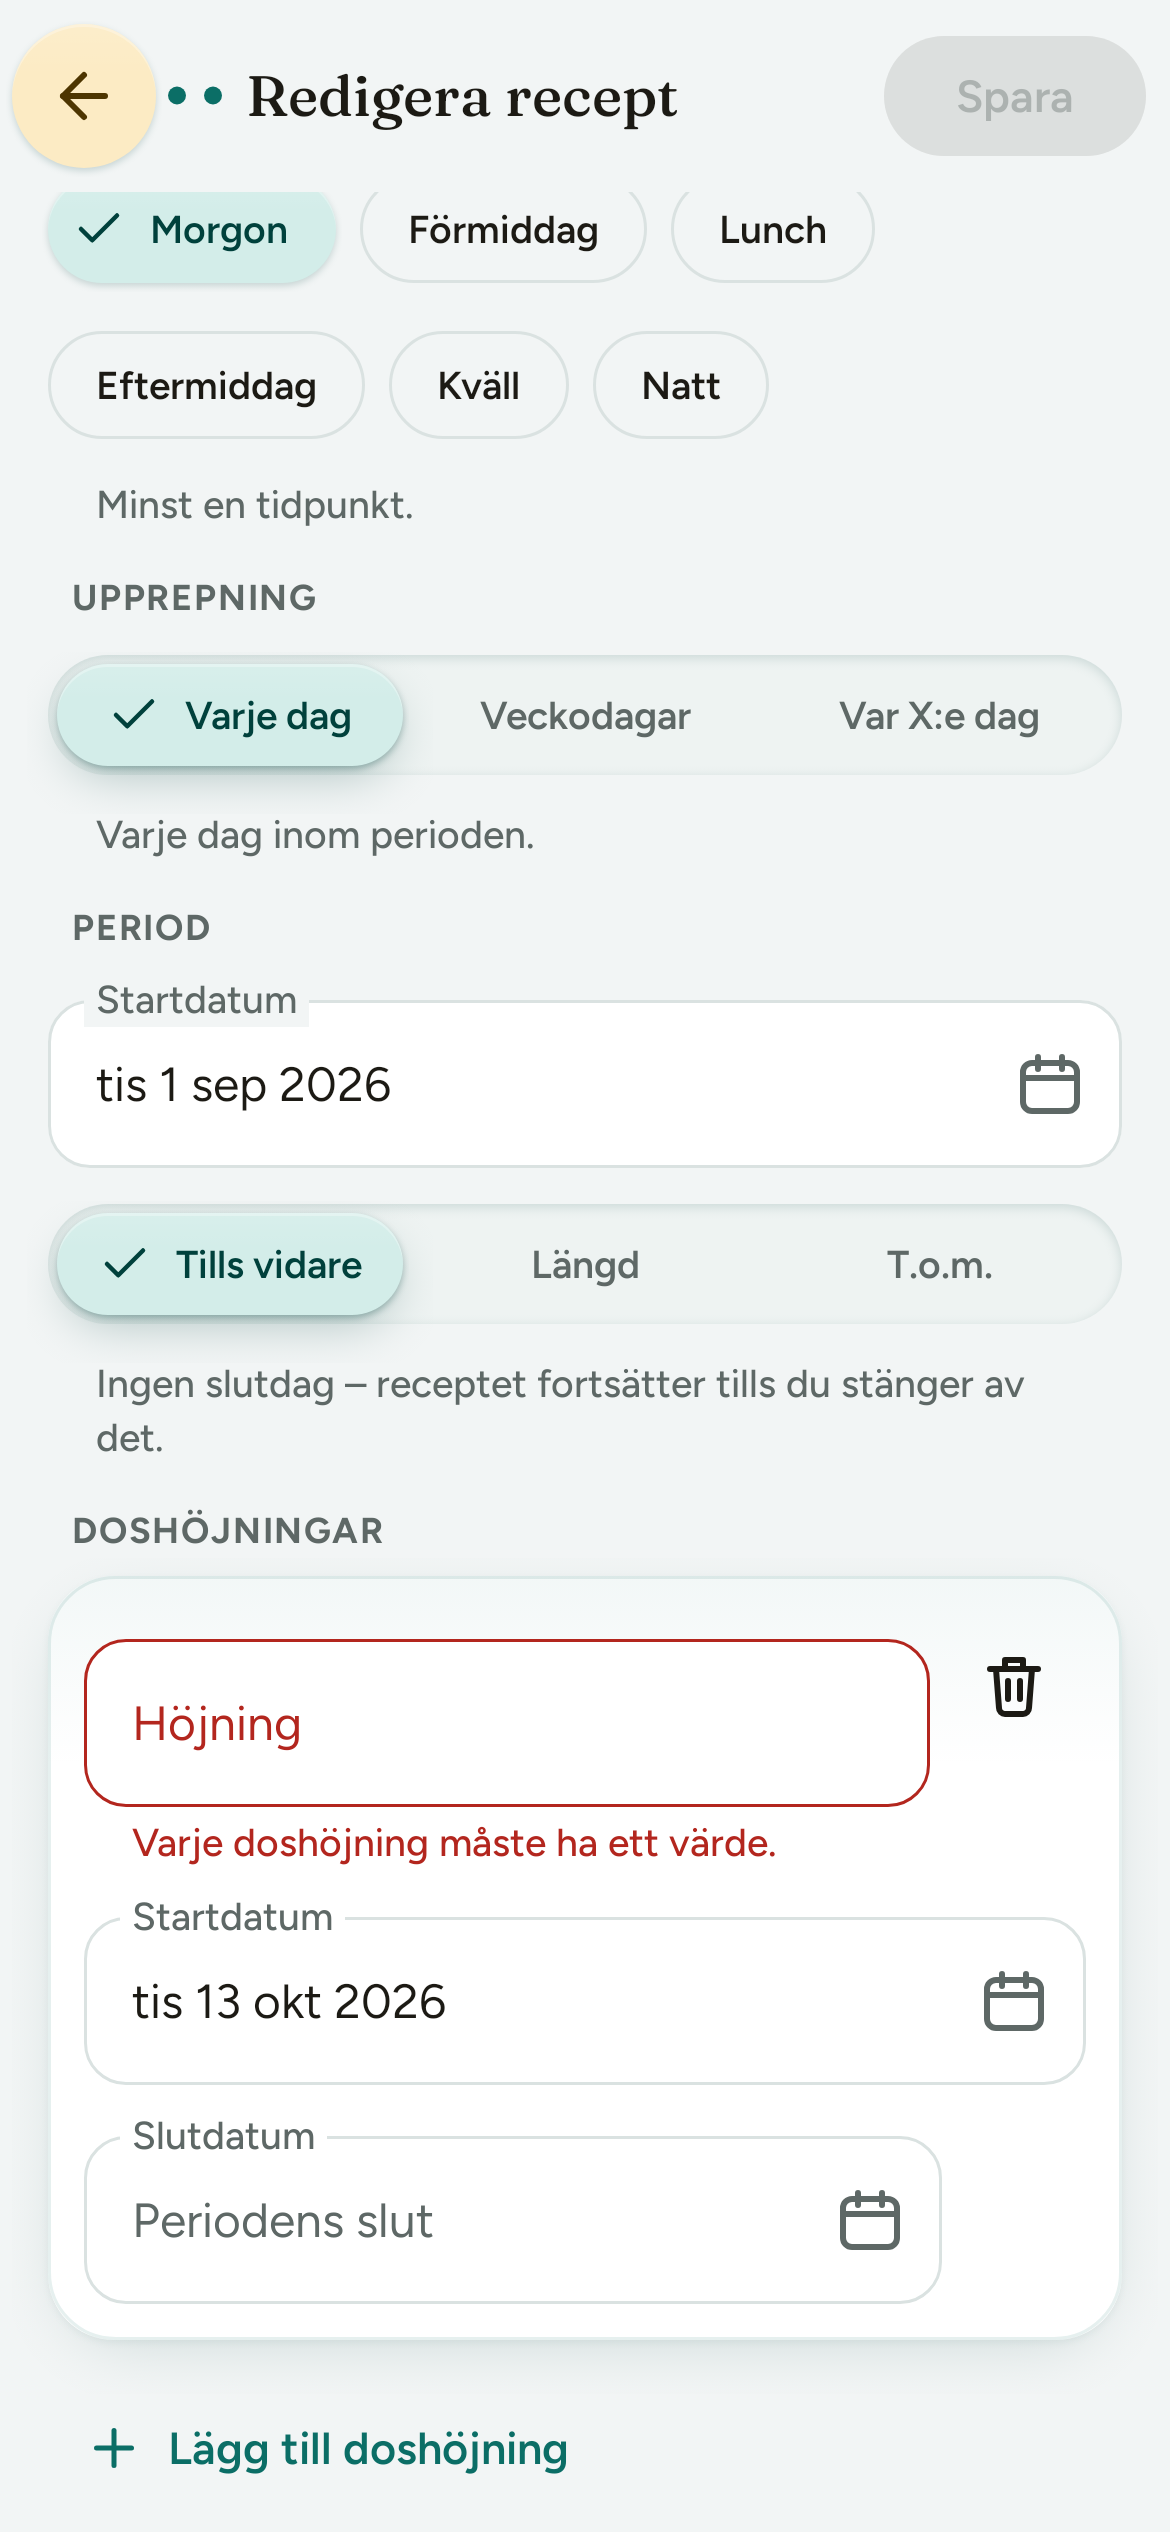 Redigera recept
Spara
Morgon
Förmiddag
Lunch
Eftermiddag
Kväll
Natt
Minst en tidpunkt.
UPPREPNING
Varje dag
Veckodagar
Var X:e dag
Varje dag inom perioden.
PERIOD
Startdatum
tis 1 sep 2026
Tills vidare
Längd
T.o.m.
Ingen slutdag – receptet fortsätter tills du stänger av
det.
DOSHÖJNINGAR
Höjning
Varje doshöjning måste ha ett värde.
Startdatum
tis 13 okt 2026
Slutdatum
Periodens slut
Lägg till doshöjning